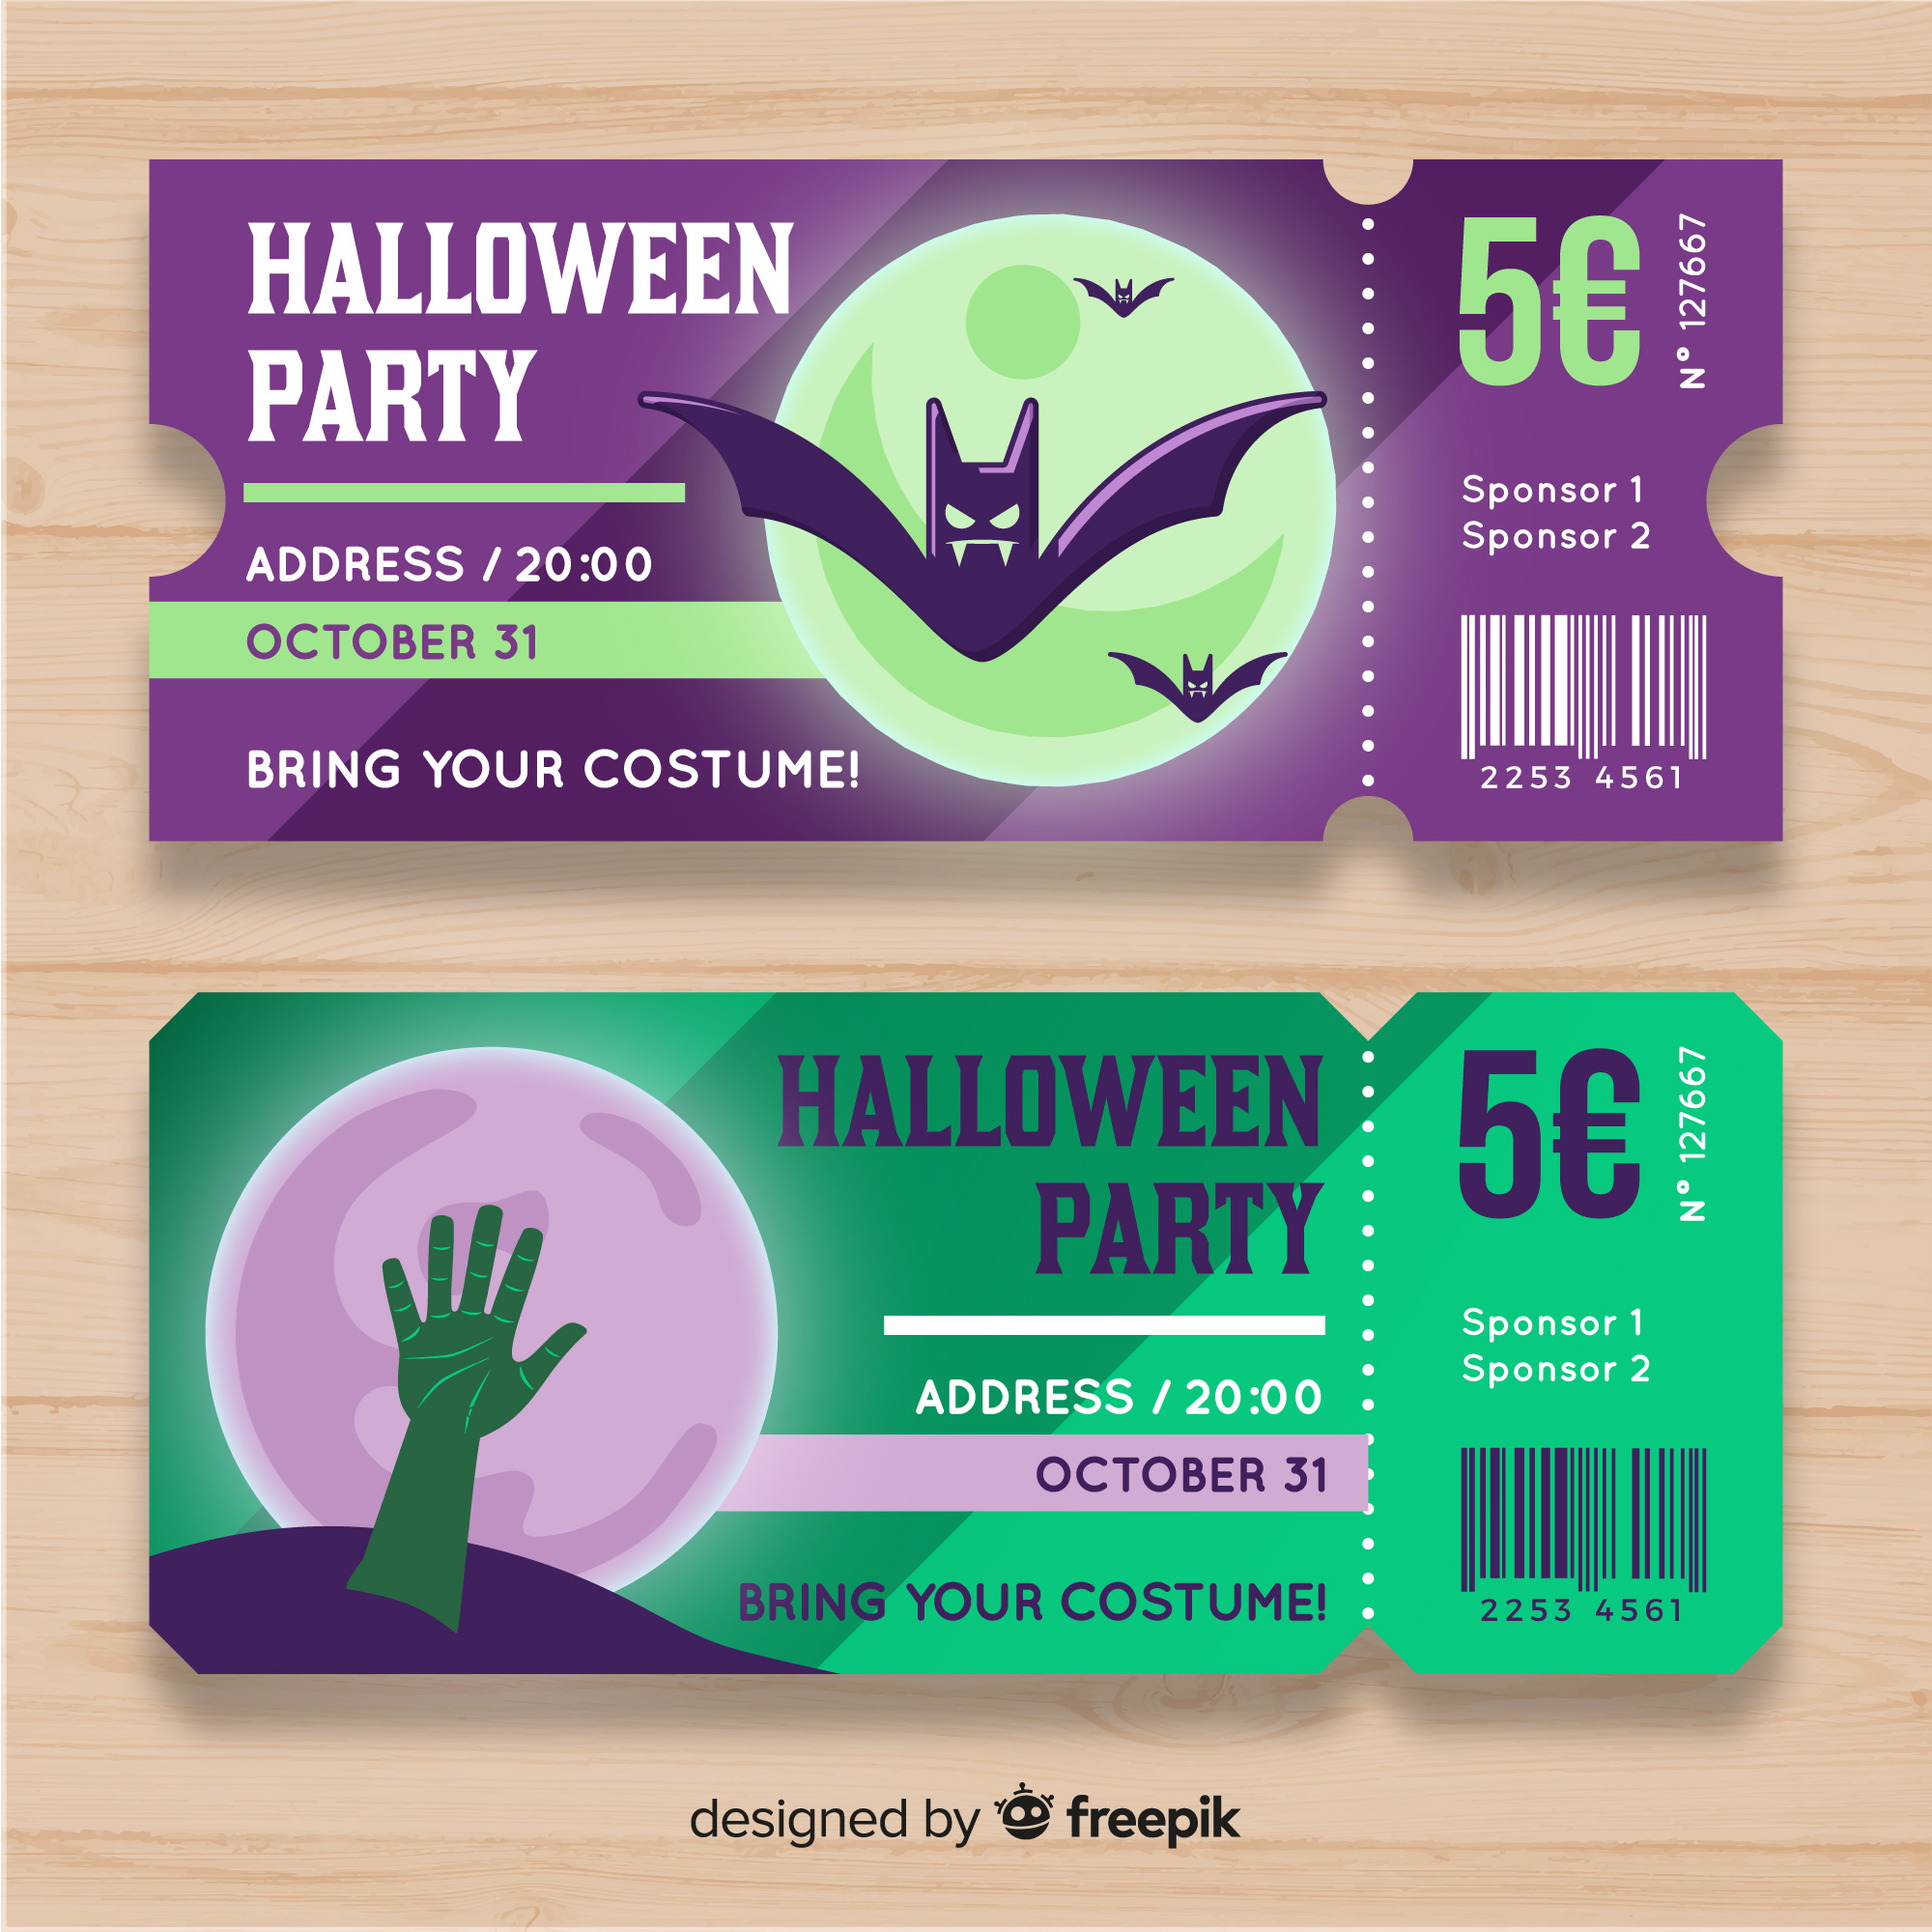 HALLOWEEN
PARTY
ADDRESS / 20:00
OCTOBER 31
BRING YOUR COSTUME!
5€
Nº 127667
Sponsor 1
Sponsor 2
2253 4561
HALLOWEEN
PARTY
ADDRESS / 20:00
OCTOBER 31
BRING YOUR COSTUME!
5€
Nº 127667
Sponsor 1
Sponsor 2
2253 4561
designed by freepik